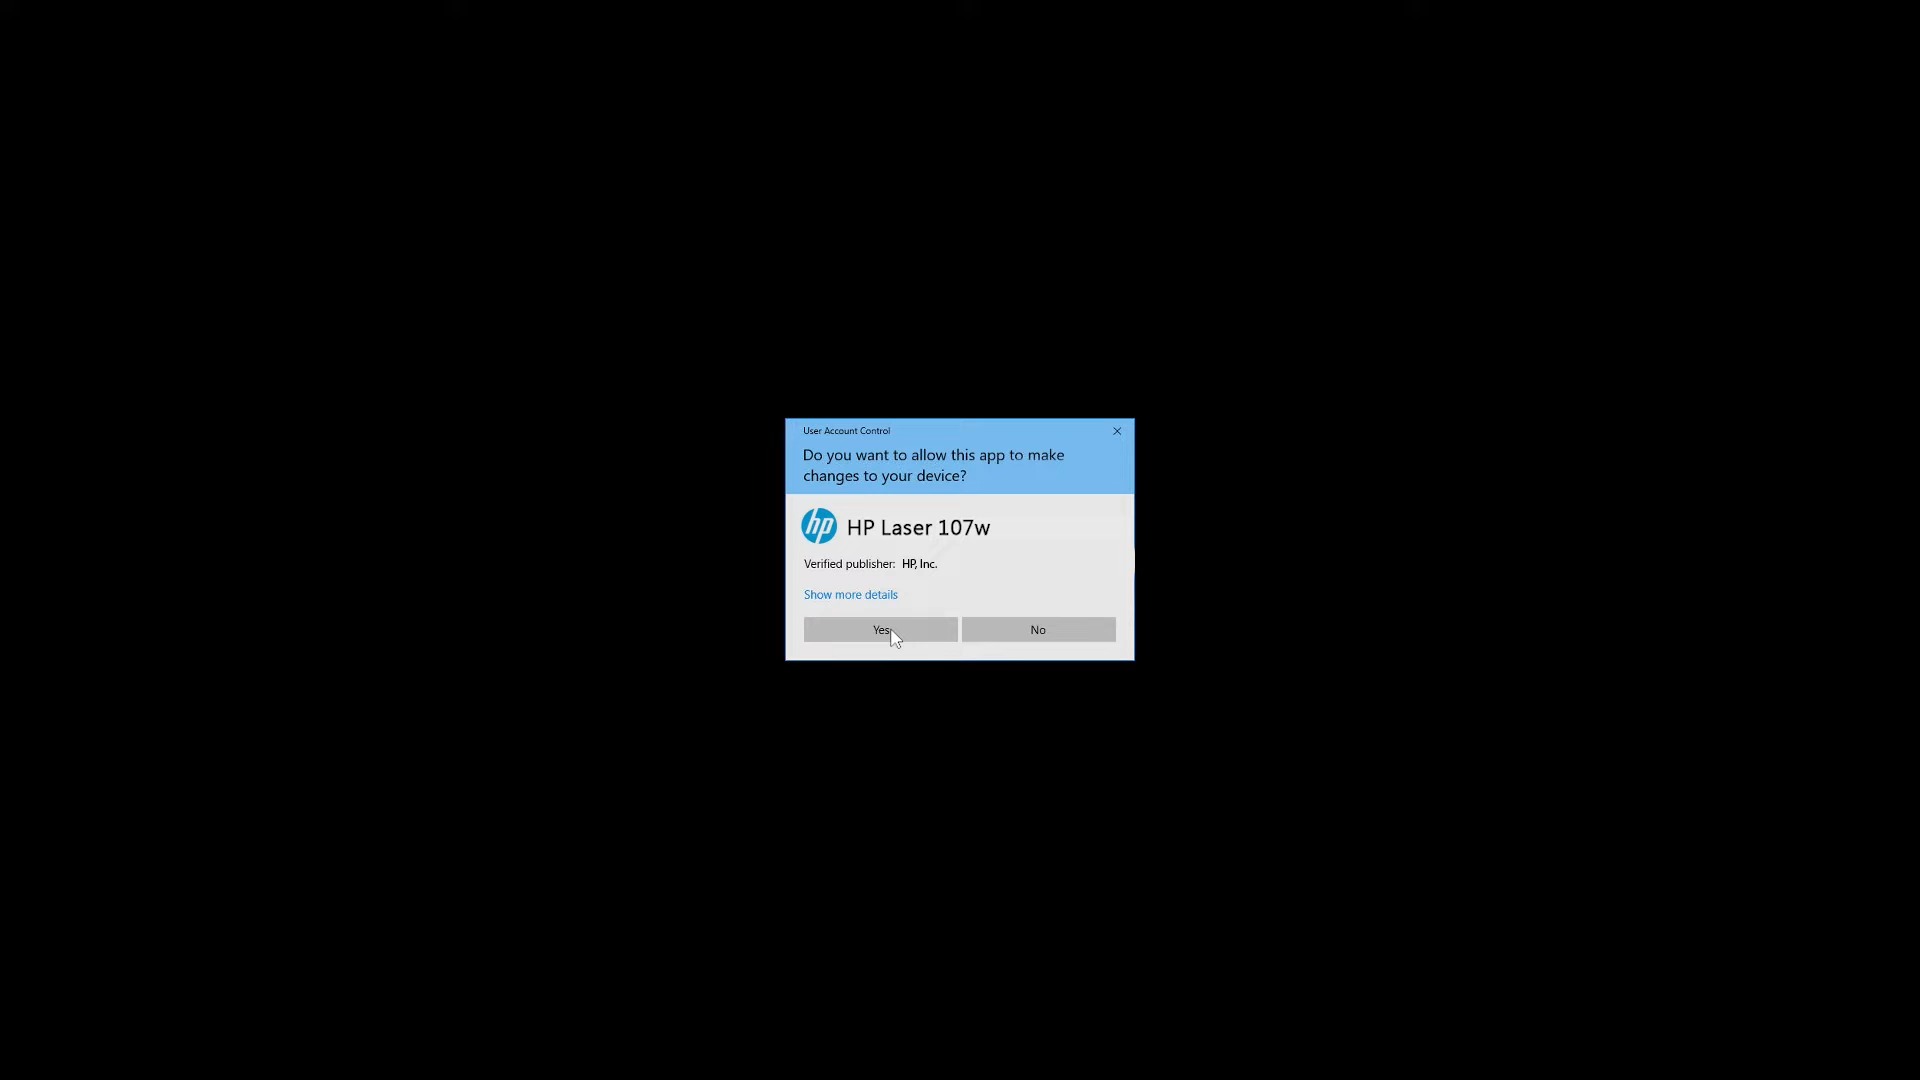 User Account Control
Do you want to allow this app to make
changes to your device?
hp HP Laser 107w
Verified publisher: HP, Inc.
Show more details
Yes No